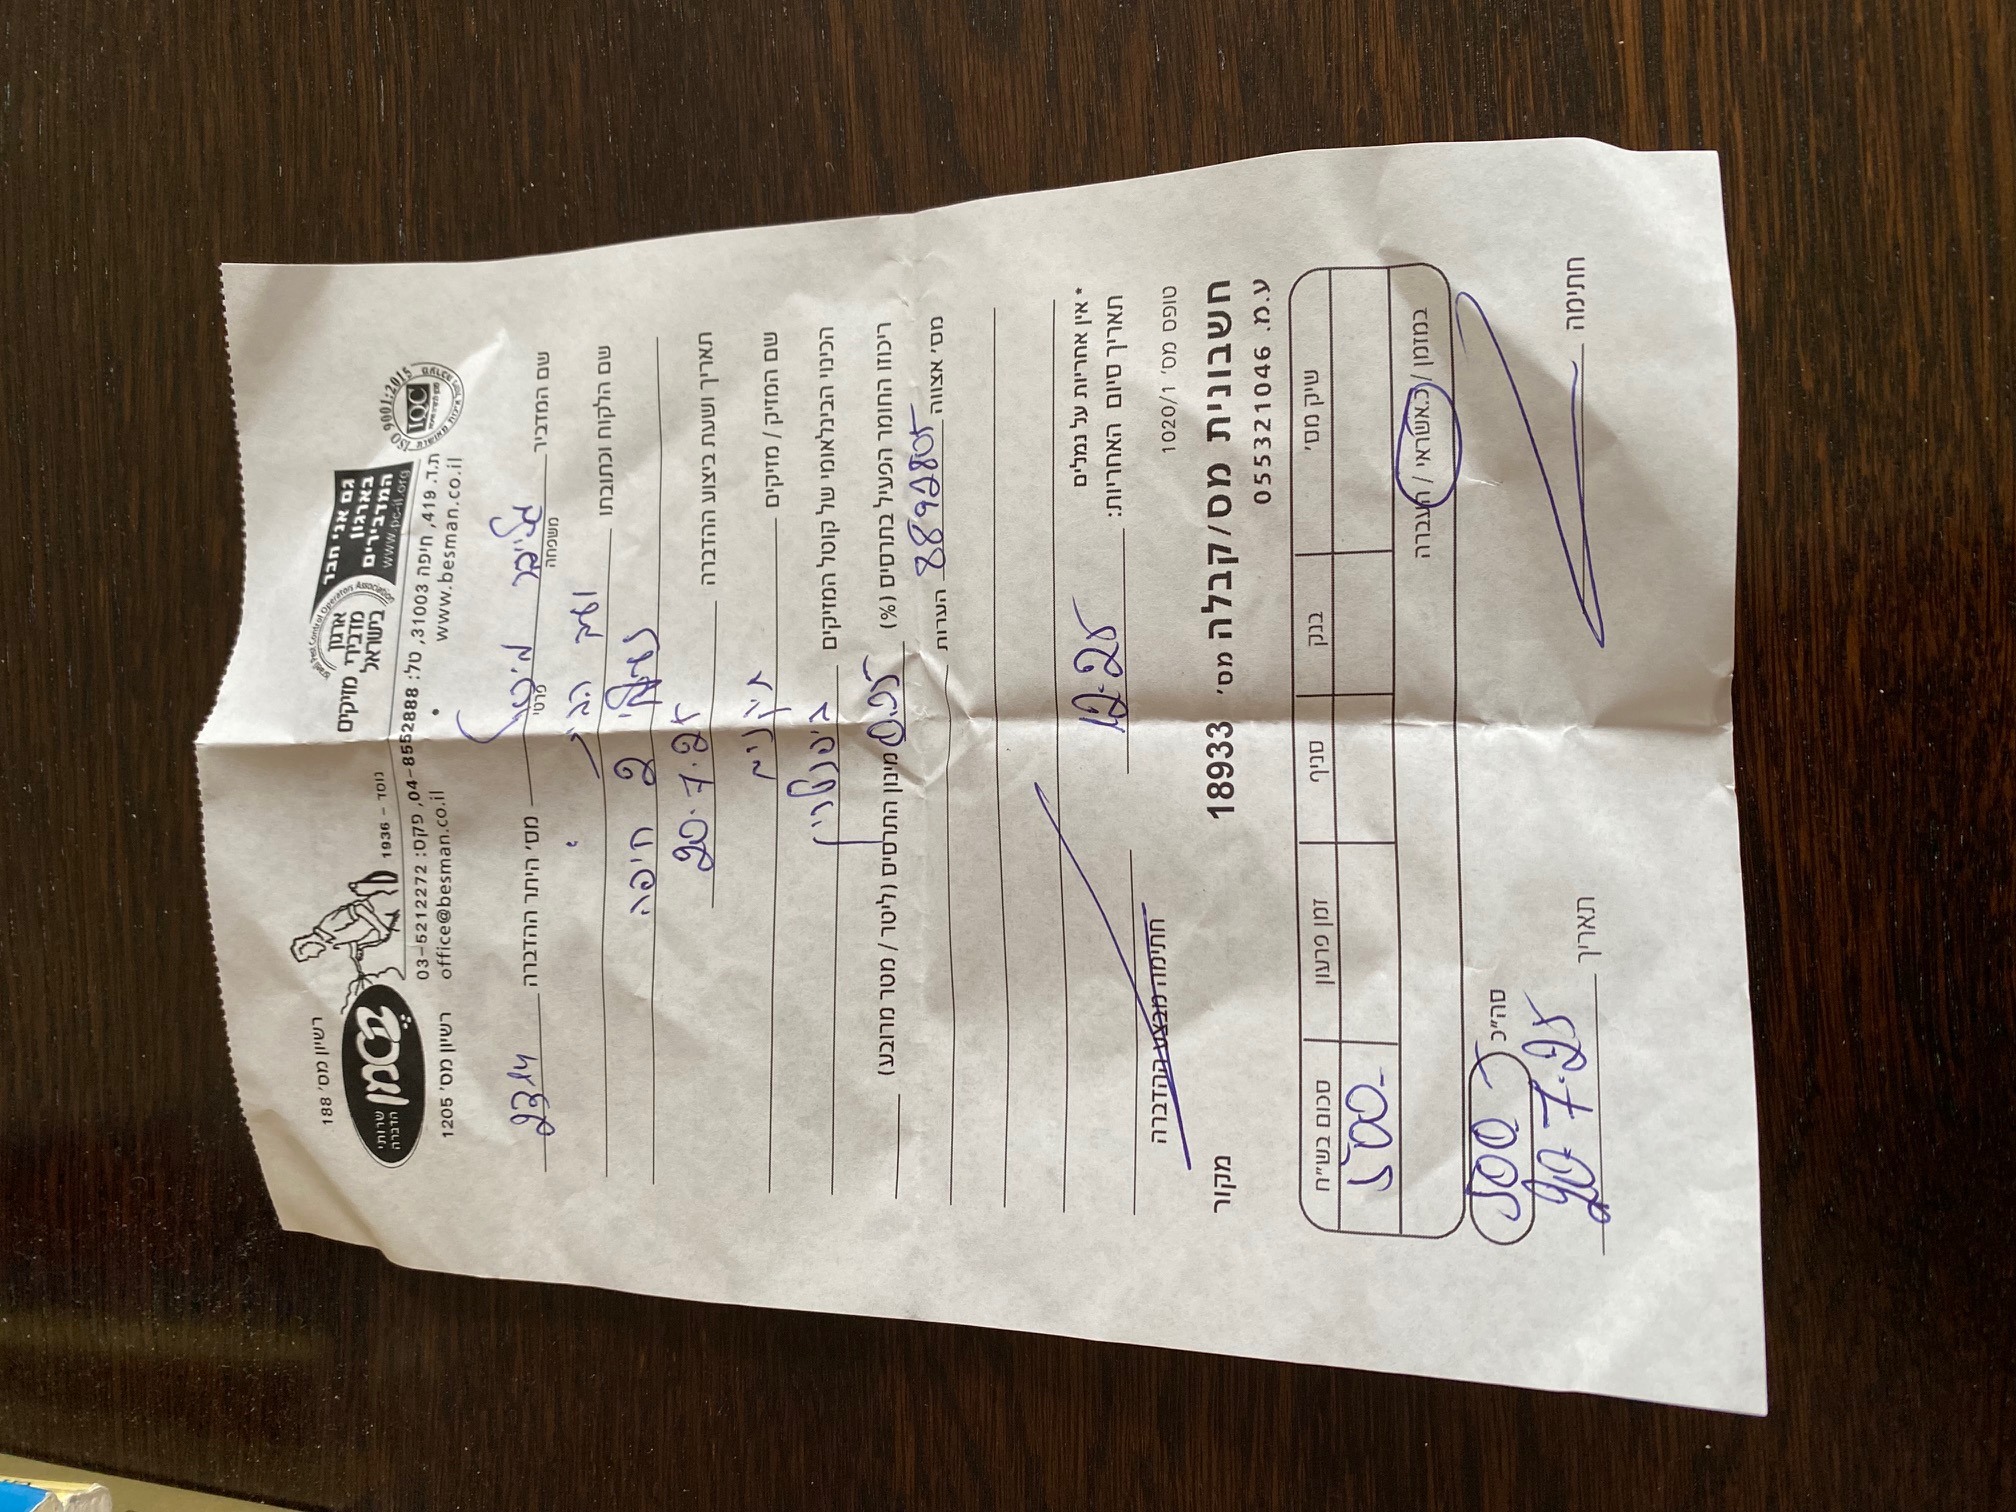 רשיון מס׳ 188
בסמן
שרותי
הדברה
רשיון מס׳ 1205
נוסד – 1936
Israeli Pest Control Operators Association
ארגון
מדבירי מזיקים
בישראל
גם אני חבר
בארגון
המדבירים
www.pc-il.org
ISO 9001:2015
IQC
ת.ד. 419, חיפה 31003, טל: 04-8552888, פקס: 03-5212272
www.besman.co.il office@besman.co.il
שם המדביר מיכאל מס׳ היתר ההדברה 2314
משפחה פרטי
שם הלקוח וכתובתו ועד הבית
2 חיפה
תאריך ושעת ביצוע ההדברה 20.7.25
שם המזיק / מזיקים תיקנים
הכינוי הבינלאומי של קוטל המזיקים ביפנטרין
ריכוזו החומר הפעיל בתרסיס (%) מינון התרסיס (ליטר / מטר מרובע)
מס׳ אצווה 8892805 הערות
* אין אחריות על נמלים
תאריך סיום האחריות: 12.25
חתימה מבצע ההדברה
טופס מס׳ 1020/1
חשבונית מס/קבלה מס׳ 18933 מקור
ע.מ. 055321046
שיק מס׳ בנק סניף זמן פרעון סכום בש״ח
500-
במזמן / כ.אשראי / העברה
סה״כ 500-
חתימה תאריך 20.7.25